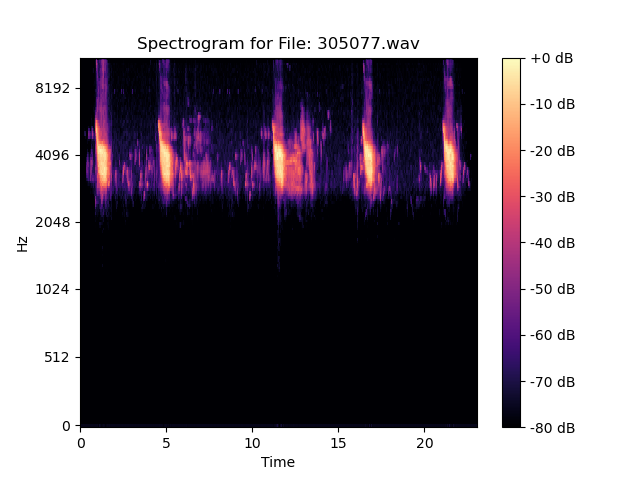 Spectrogram for File: 305077.wav
8192
4096
2048
1024
512
0
Hz
0 5 10 15 20
Time
+0 dB
-10 dB
-20 dB
-30 dB
-40 dB
-50 dB
-60 dB
-70 dB
-80 dB